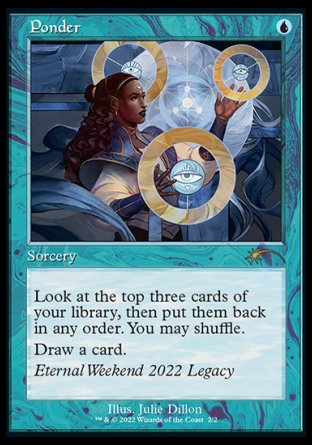 Ponder
Sorcery
Look at the top three cards of
your library, then put them back
in any order. You may shuffle.
Draw a card.
Eternal Weekend 2022 Legacy
Illus. Julie Dillon
™ & © 2022 Wizards of the Coast 2/2